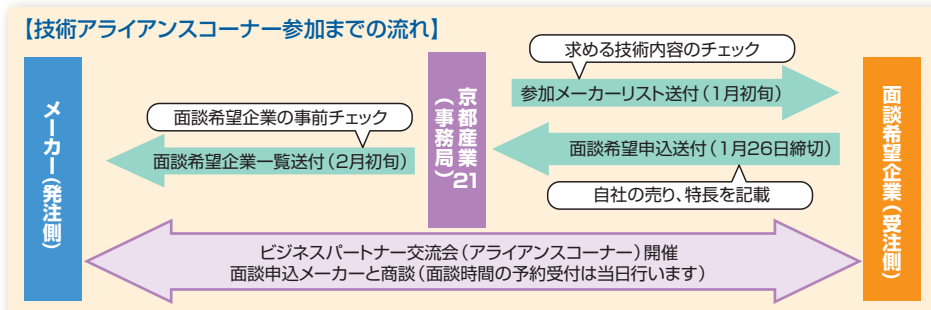 【技術アライアンスコーナー参加までの流れ】
メーカー(発注側)
面談希望企業の事前チェック
面談希望企業一覧送付(2月初旬)
京都産業21
(事務局)
求める技術内容のチェック
参加メーカーリスト送付(1月初旬)
面談希望申込送付(1月26日締切)
自社の売り、特長を記載
面談希望企業(受注側)
ビジネスパートナー交流会(アライアンスコーナー)開催
面談申込メーカーと商談(面談時間の予約受付は当日行います)